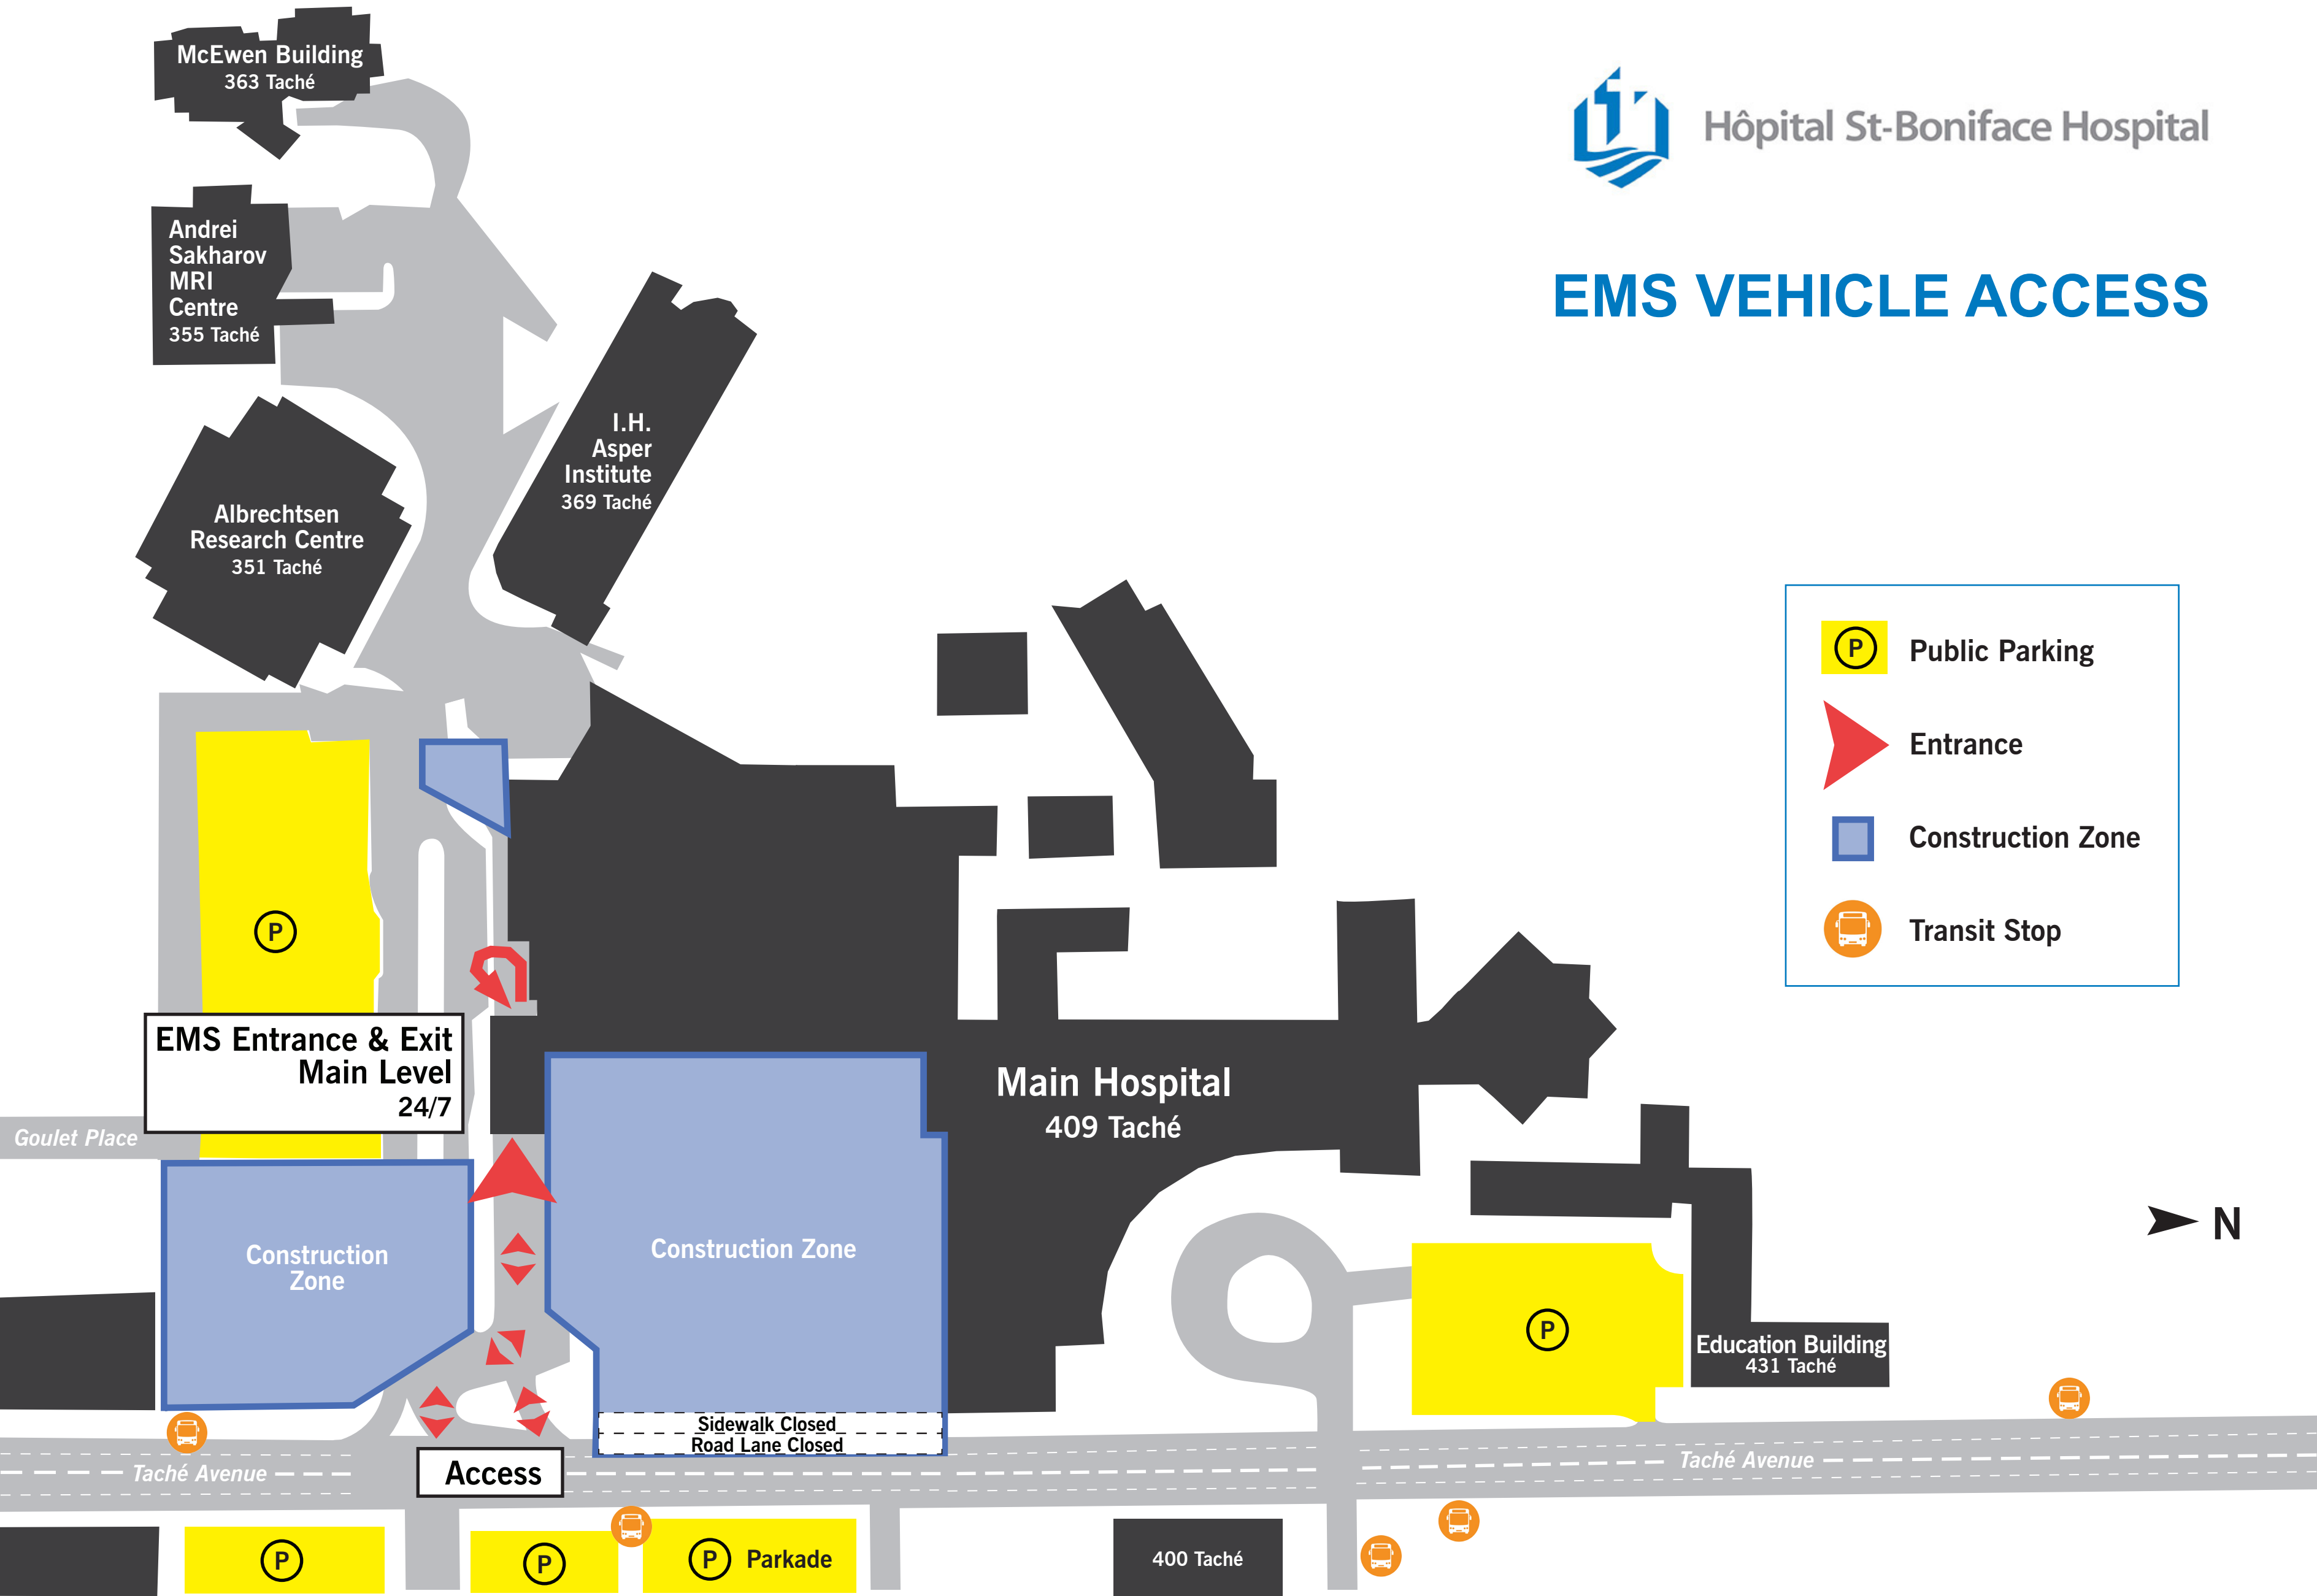 McEwen Building
363 Taché
Hôpital St-Boniface Hospital
EMS VEHICLE ACCESS
Andrei
Sakharov
MRI
Centre
355 Taché
I.H.
Asper
Institute
369 Taché
Albrechtsen
Research Centre
351 Taché
P
Public Parking
Entrance
Construction Zone
Transit Stop
P
EMS Entrance & Exit
Main Level
24/7
Goulet Place
Main Hospital
409 Taché
Construction
Zone
Construction Zone
N
P
Education Building
431 Taché
Sidewalk Closed
Road Lane Closed
Taché Avenue
Access
Taché Avenue
P
P
P Parkade
400 Taché